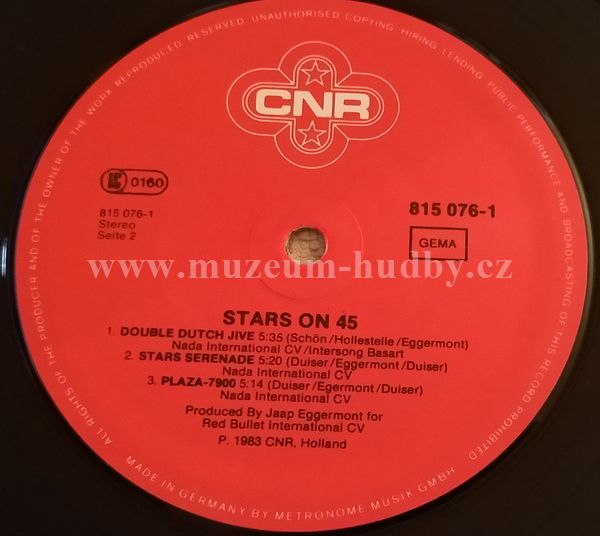 ALL RIGHTS OF THE PRODUCER AND OF THE OWNER OF THE WORK REPRODUCED RESERVED UNAUTHORISED COPYING, HIRING, LENDING, PUBLIC PERFORMANCE AND BROADCASTING OF THIS RECORD PROHIBITED
CNR
LC 0160
815 076-1
Stereo
Seite 2
815 076-1
GEMA
www.muzeum-hudby.cz
STARS ON 45
1. DOUBLE DUTCH JIVE 5:35 (Schön/Hollestelle/Eggermont)
Nada International CV/Intersong Basart
2. STARS SERENADE 5:20 (Duiser/Eggermont/Duiser)
Nada International CV
3. PLAZA-7900 5:14 (Duiser/Egermont/Duiser)
Nada International CV
Produced By Jaap Eggermont for
Red Bullet International CV
P. 1983 CNR, Holland
MADE IN GERMANY BY METRONOME MUSIK GMBH